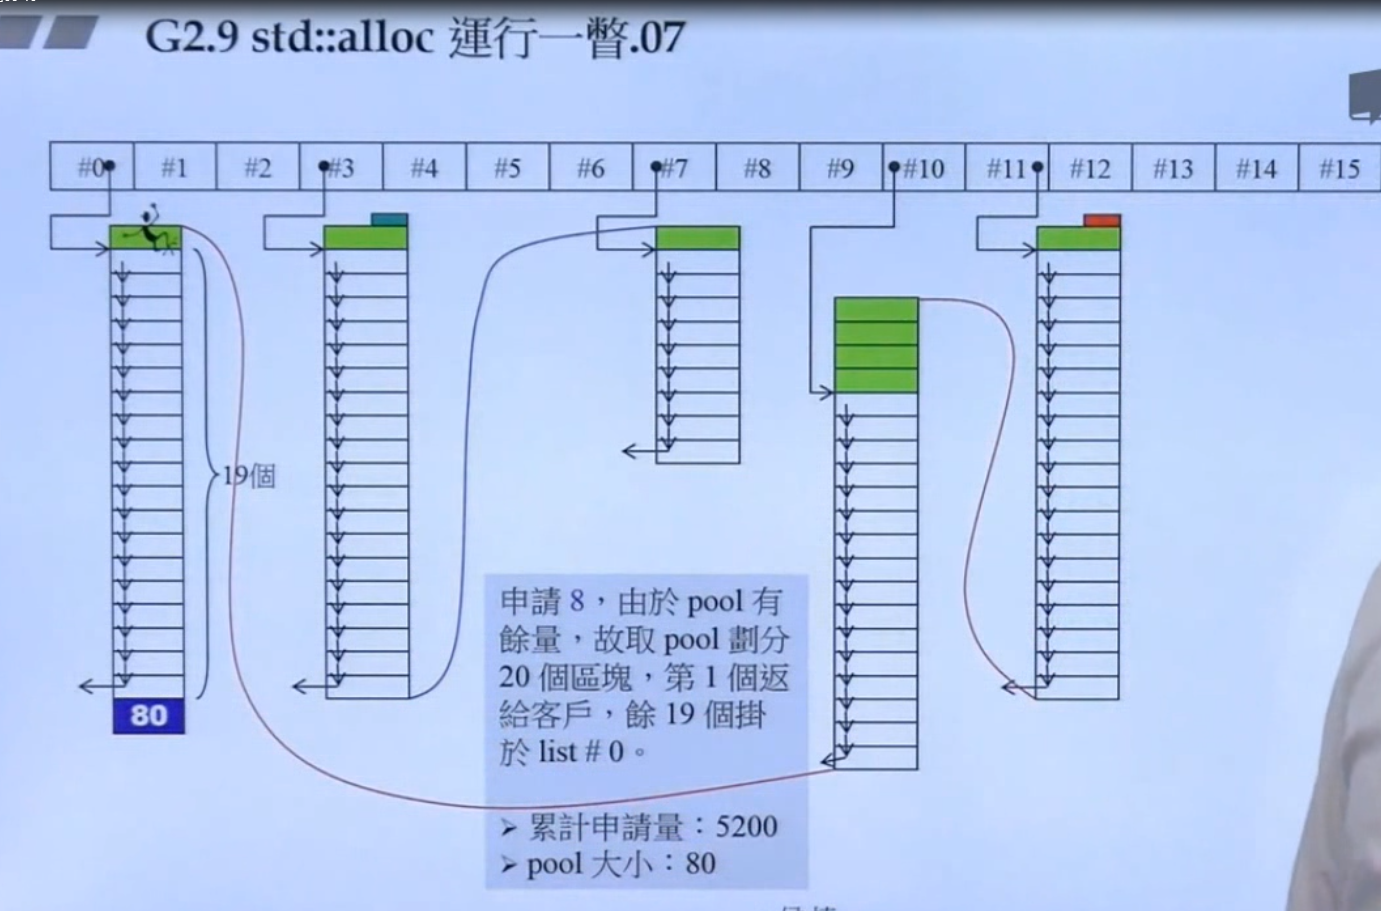 G2.9 std::alloc 運行一瞥.07
#0 #1 #2 #3 #4 #5 #6 #7 #8 #9 #10 #11 #12 #13 #14 #15
19個
80
申請 8，由於 pool 有
餘量，故取 pool 劃分
20 個區塊，第 1 個返
給客戶，餘 19 個掛
於 list # 0。
➢ 累計申請量：5200
➢ pool 大小：80